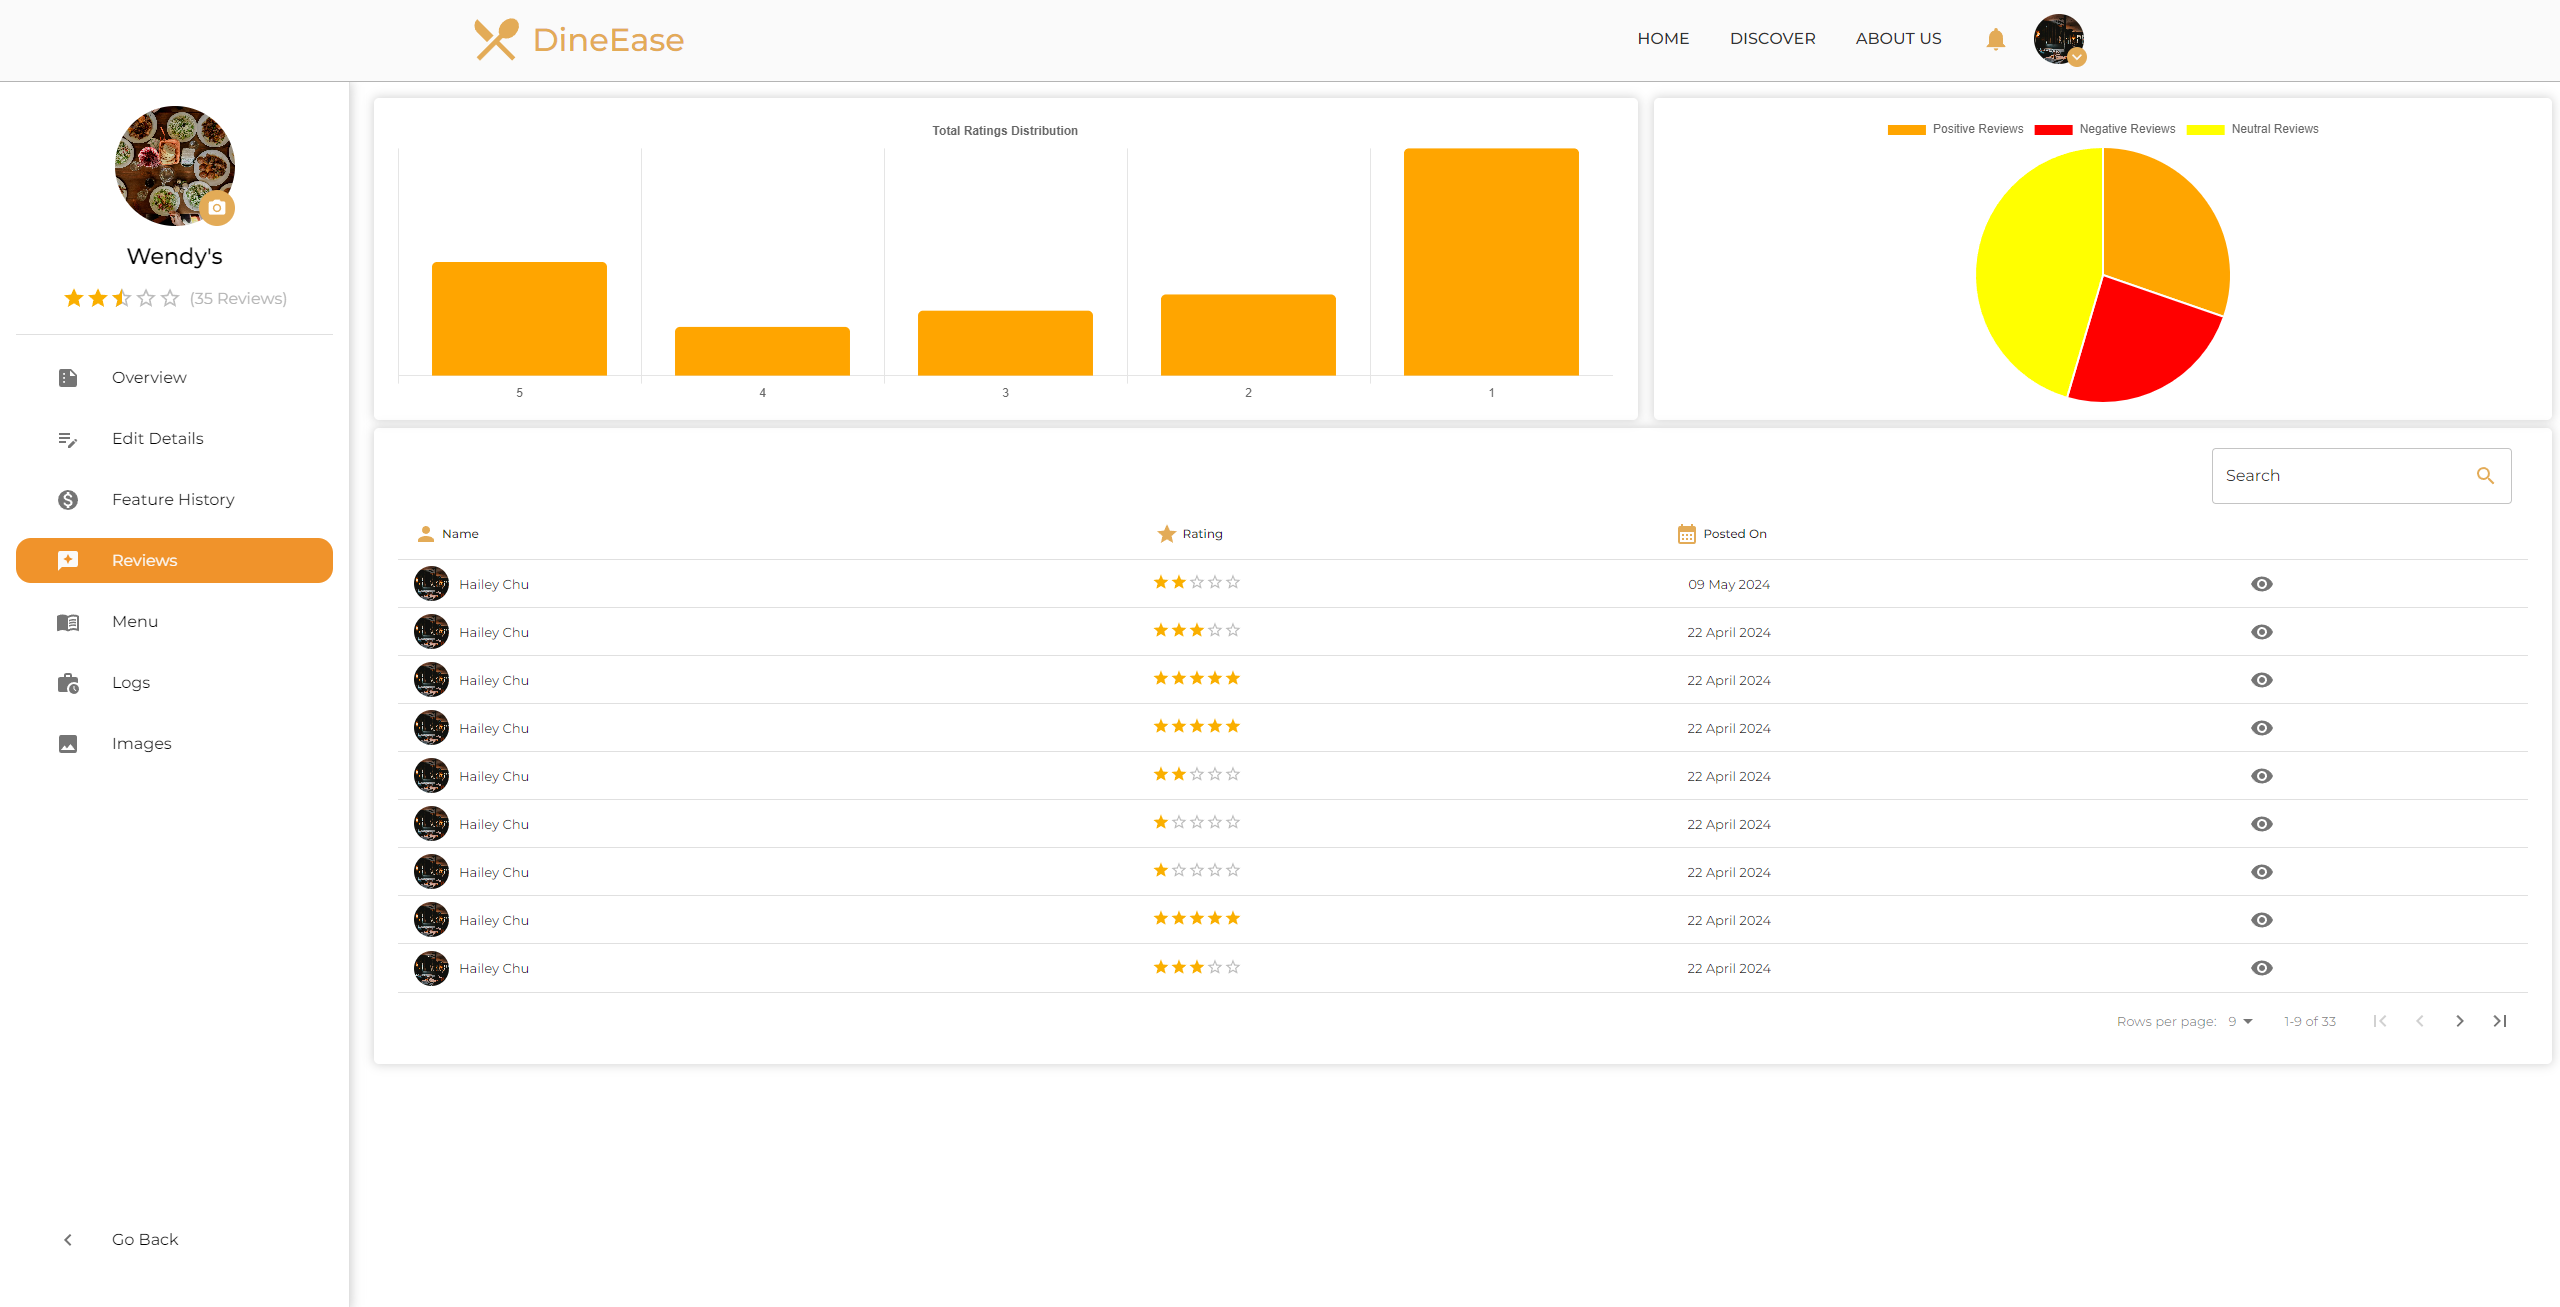 DineEase
HOME DISCOVER ABOUT US
Wendy's
(35 Reviews)
Overview
Edit Details
Feature History
Reviews
Menu
Logs
Images
Go Back
Total Ratings Distribution
5 4 3 2 1
Positive Reviews Negative Reviews Neutral Reviews
Search
Name Rating Posted On
Hailey Chu 09 May 2024
Hailey Chu 22 April 2024
Hailey Chu 22 April 2024
Hailey Chu 22 April 2024
Hailey Chu 22 April 2024
Hailey Chu 22 April 2024
Hailey Chu 22 April 2024
Hailey Chu 22 April 2024
Hailey Chu 22 April 2024
Rows per page: 9 1-9 of 33